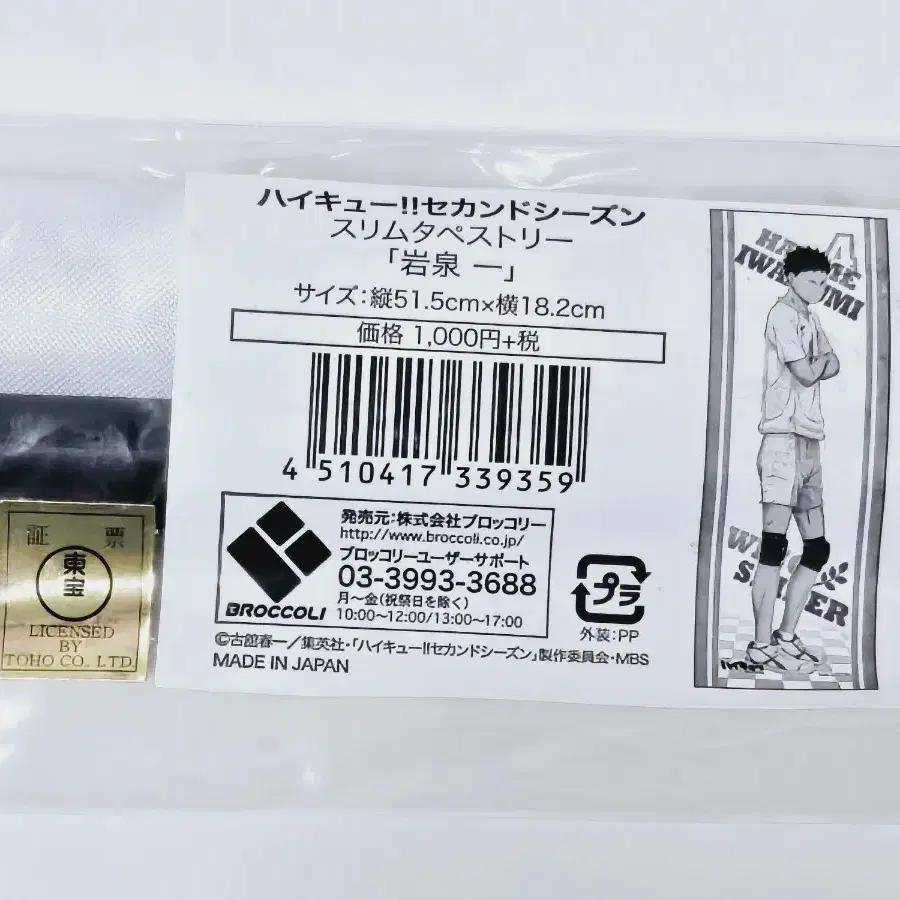 ハイキュー!!セカンドシーズン
スリムタペストリー
「岩泉 一」
サイズ:縦51.5cm×横18.2cm
価格 1,000円+税
4 510417 339359
発売元:株式会社ブロッコリー
http://www.broccoli.co.jp/
ブロッコリーユーザーサポート
03-3993-3688
月〜金(祝祭日を除く)
10:00〜12:00/13:00〜17:00
BROCCOLI
プラ
外装:PP
©古舘春一/集英社・「ハイキュー!!セカンドシーズン」製作委員会・MBS
MADE IN JAPAN
証 票
東宝
LICENSED
BY
TOHO CO., LTD.
A